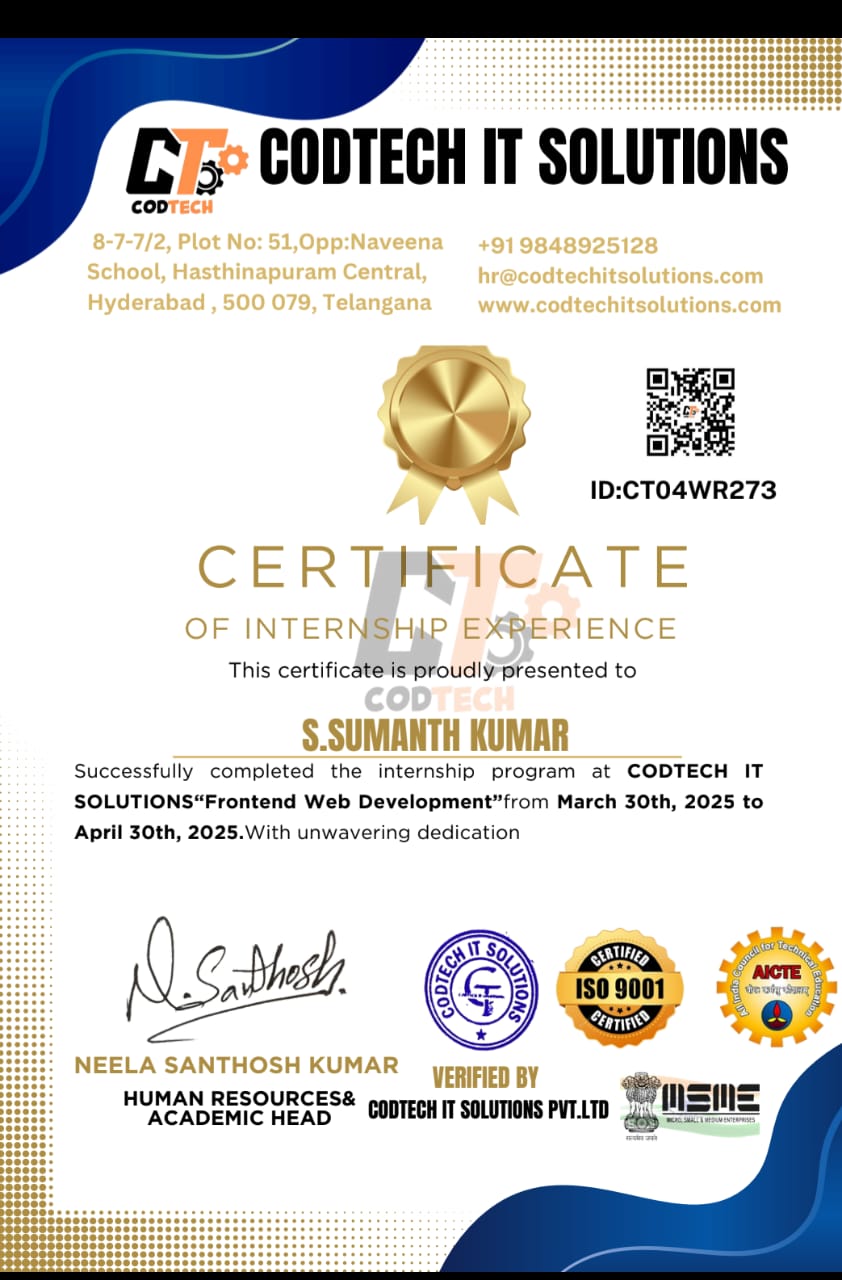 CT
CODTECH
CODTECH IT SOLUTIONS
8-7-7/2, Plot No: 51,Opp:Naveena
School, Hasthinapuram Central,
Hyderabad , 500 079, Telangana
+91 9848925128
hr@codtechitsolutions.com
www.codtechitsolutions.com
ID:CT04WR273
CERTIFICATE
OF INTERNSHIP EXPERIENCE
This certificate is proudly presented to
CT
CODTECH
S.SUMANTH KUMAR
Successfully completed the internship program at CODTECH IT
SOLUTIONS“Frontend Web Development”from March 30th, 2025 to
April 30th, 2025.With unwavering dedication
N.Santhosh.
NEELA SANTHOSH KUMAR
HUMAN RESOURCES&
ACADEMIC HEAD
CODTECH IT SOLUTIONS
VERIFIED BY
CODTECH IT SOLUTIONS PVT.LTD
CERTIFIED
ISO 9001
CERTIFIED
All India Council for Technical Education
AICTE
सत्यमेव जयते
MSME
MICRO, SMALL & MEDIUM ENTERPRISES